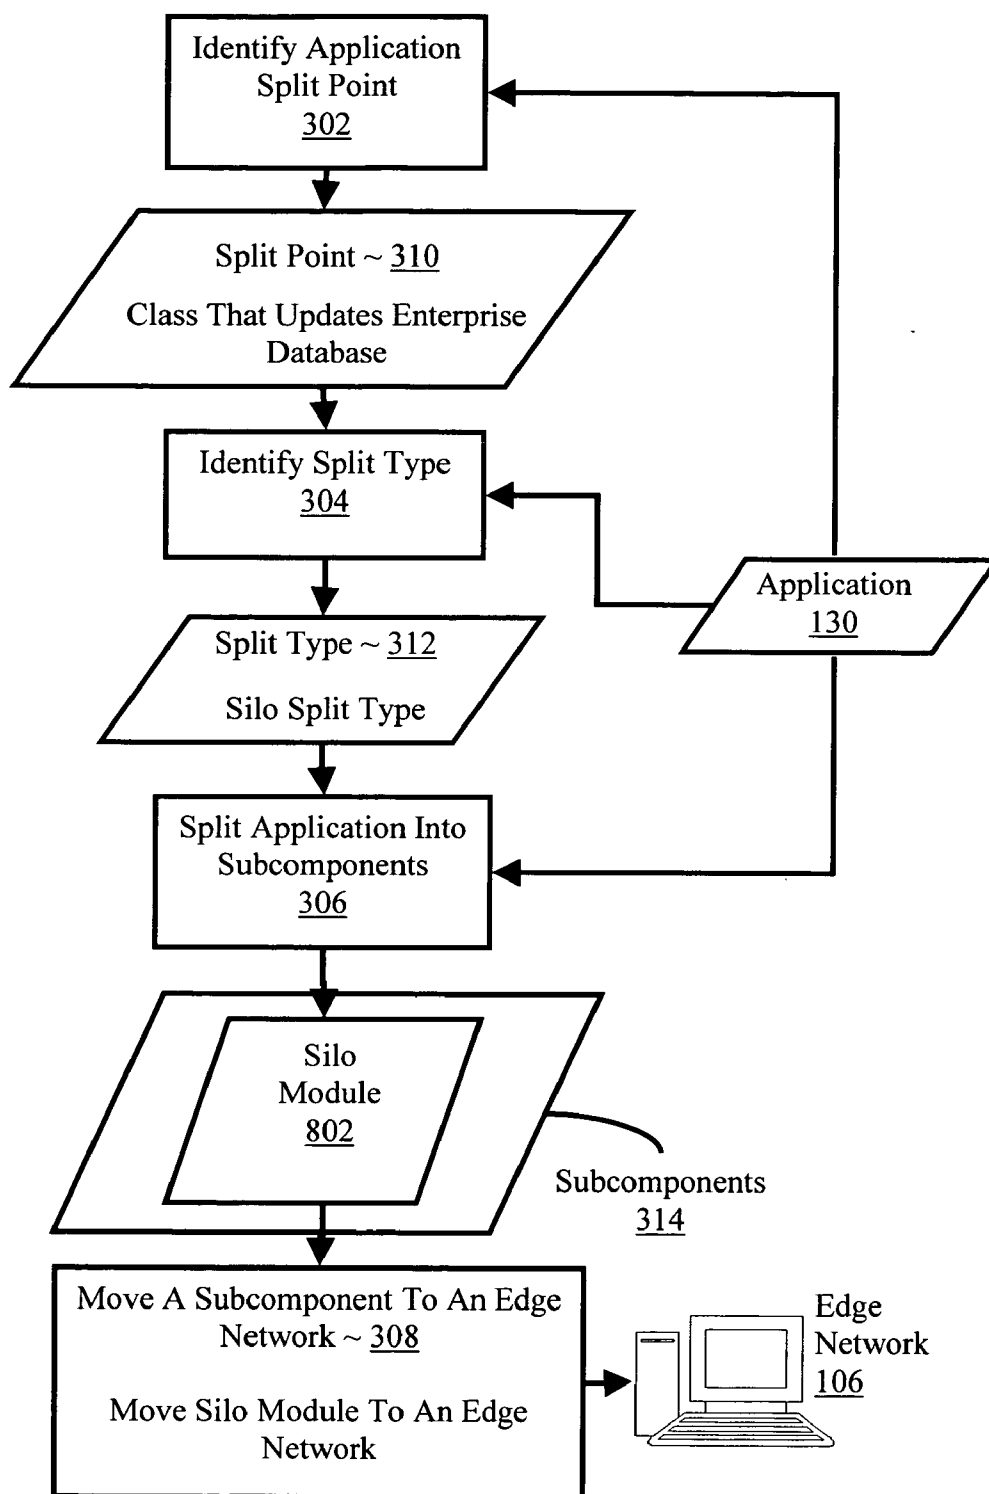 Identify Application
Split Point
302
Split Point ~ 310
Class That Updates Enterprise
Database
Identify Split Type
304
Application
130
Split Type ~ 312
Silo Split Type
Split Application Into
Subcomponents
306
Silo
Module
802
Subcomponents
314
Move A Subcomponent To An Edge
Network ~ 308
Move Silo Module To An Edge
Network
Edge
Network
106